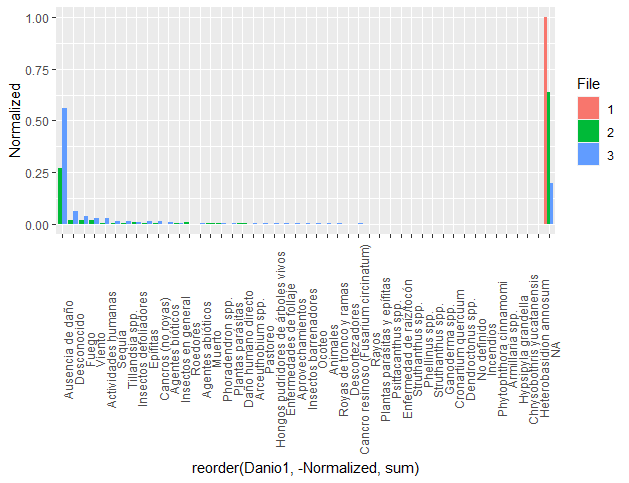 1.00
0.75
0.50
0.25
0.00
Normalized
Ausencia de daño
Desconocido
Fuego
Viento
Actividades humanas
Sequia
Tillandsia spp.
Insectos defoliadores
Epífitas
Cancros (no royas)
Agentes bióticos
Insectos en general
Roedores
Agentes abióticos
Muerto
Phoradendron spp.
Plantas parásitas
Daño humano directo
Arceuthobium spp.
Pastoreo
Hongos pudridores de árboles vivos
Enfermedades de follaje
Aprovechamientos
Insectos barrenadores
Ocoteo
Animales
Royas de tronco y ramas
Descortezadores
Cancro resinoso (Fusarium circinatum)
Rayos
Plantas parásitas y epífitas
Psittacanthus spp.
Enfermedad de raíz/tocón
Struthanthus spp.
Phellinus spp.
Struthanthus spp.
Ganoderma spp.
Cronartium quercuum
Dendroctonus spp.
No definido
Incendios
Phytophthora cinnamomi
Armillaria spp.
Hypsipyla grandella
Chrysobothris yucatanensis
Heterobasidion annosum
NA
reorder(Danio1, -Normalized, sum)
File
1
2
3